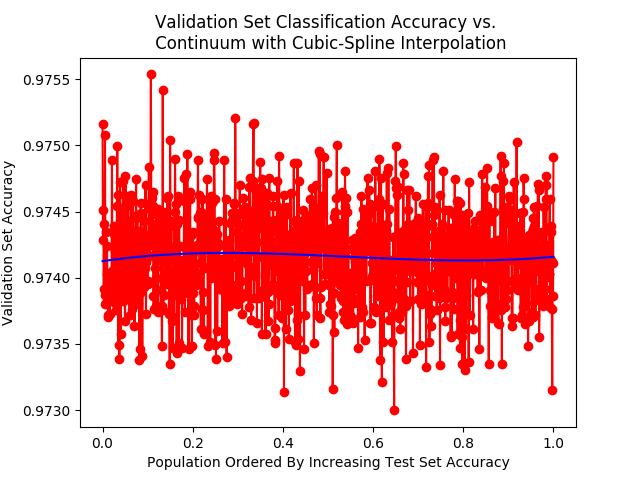 Validation Set Classification Accuracy vs.
Continuum with Cubic-Spline Interpolation
0.9755
0.9750
0.9745
0.9740
0.9735
0.9730
Validation Set Accuracy
0.0 0.2 0.4 0.6 0.8 1.0
Population Ordered By Increasing Test Set Accuracy